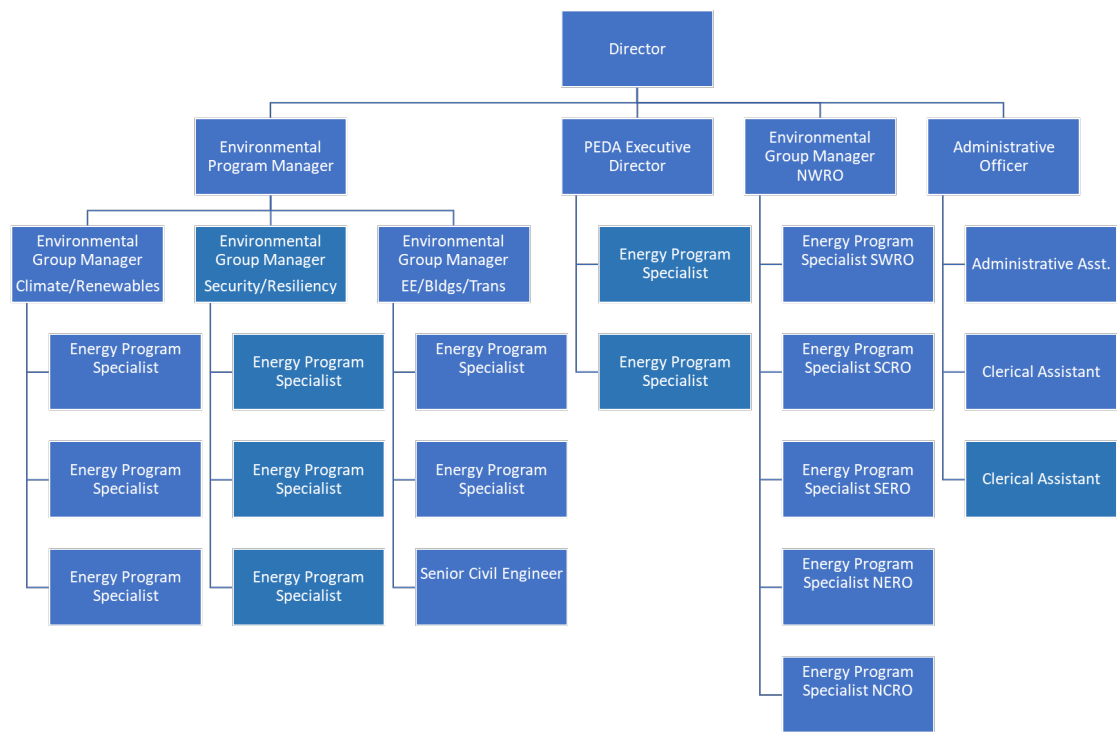 Director
Environmental
Program Manager
PEDA Executive
Director
Environmental
Group Manager
NWRO
Administrative
Officer
Environmental
Group Manager
Climate/Renewables
Environmental
Group Manager
Security/Resiliency
Environmental
Group Manager
EE/Bldgs/Trans
Energy Program
Specialist
Energy Program
Specialist SWRO
Administrative Asst.
Energy Program
Specialist
Energy Program
Specialist
Energy Program
Specialist
Energy Program
Specialist
Energy Program
Specialist SCRO
Clerical Assistant
Energy Program
Specialist
Energy Program
Specialist
Energy Program
Specialist
Energy Program
Specialist SERO
Clerical Assistant
Energy Program
Specialist
Energy Program
Specialist
Senior Civil Engineer
Energy Program
Specialist NERO
Energy Program
Specialist NCRO